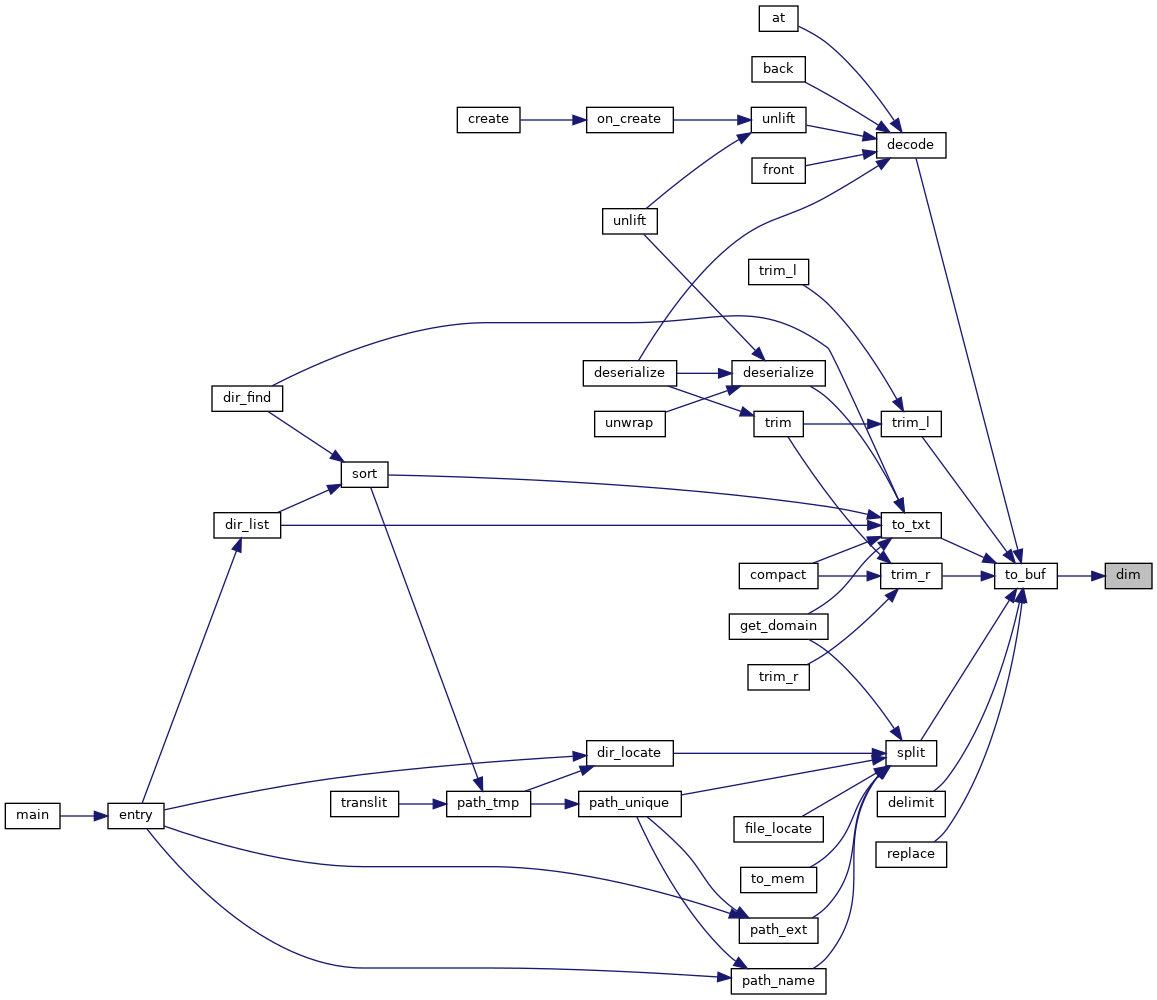 at
back
create
on_create
unlift
decode
front
unlift
trim_l
deserialize
deserialize
dir_find
unwrap
trim
trim_l
sort
dir_list
to_txt
compact
trim_r
to_buf
dim
get_domain
trim_r
dir_locate
split
main
entry
translit
path_tmp
path_unique
delimit
file_locate
replace
to_mem
path_ext
path_name